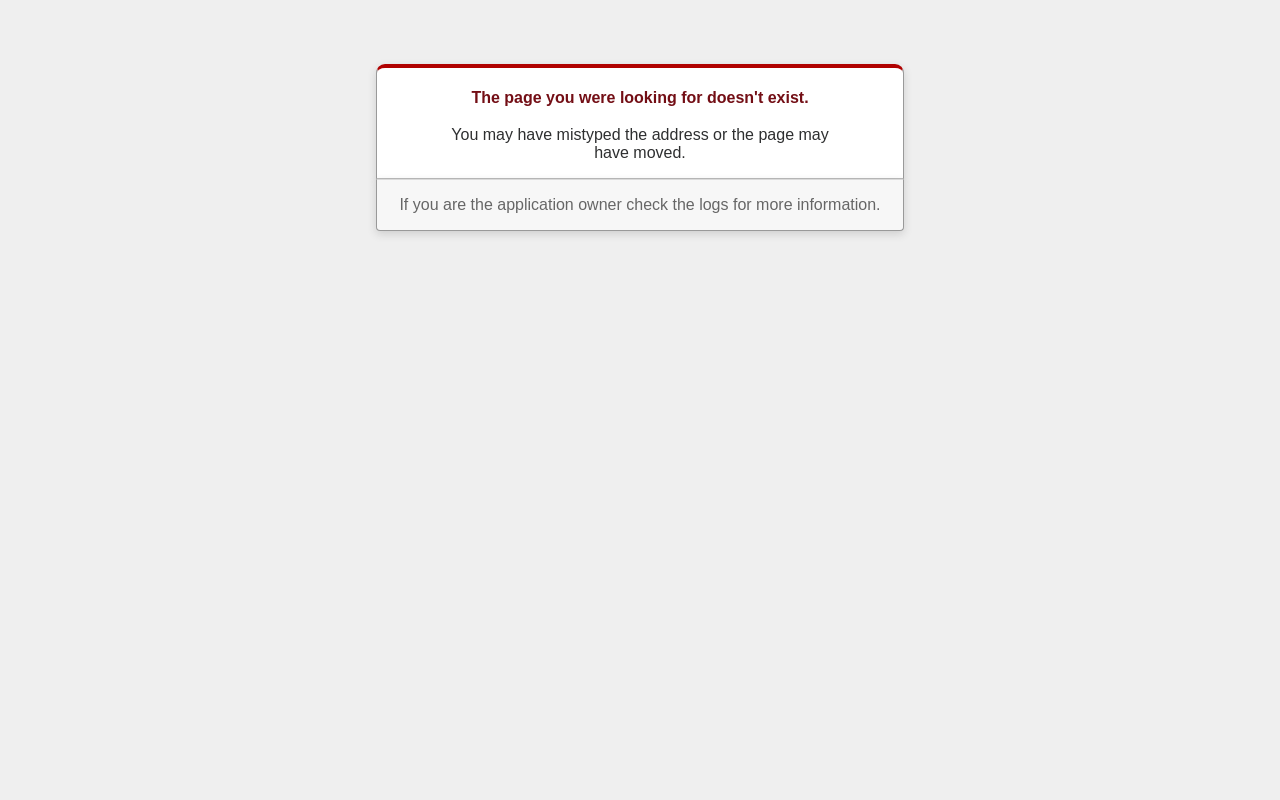 The page you were looking for doesn't exist.
You may have mistyped the address or the page may
have moved.
If you are the application owner check the logs for more information.